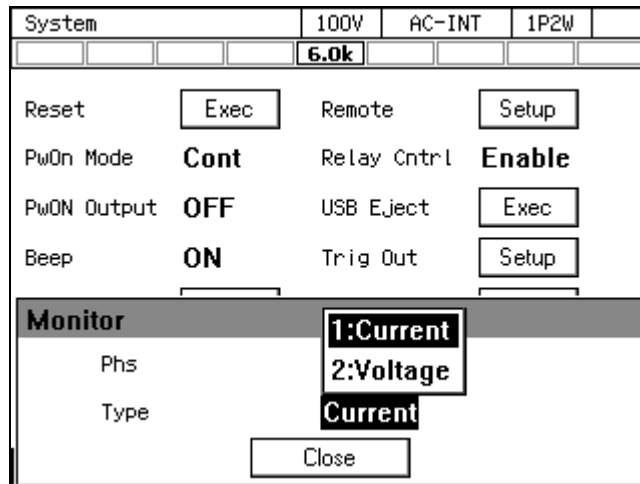 System 100V AC-INT 1P2W
6.0k
Reset Exec Remote Setup
PwOn Mode Cont Relay Cntrl Enable
PwON Output OFF USB Eject Exec
Beep ON Trig Out Setup
Monitor 1:Current
Phs 2:Voltage
Type Current
Close